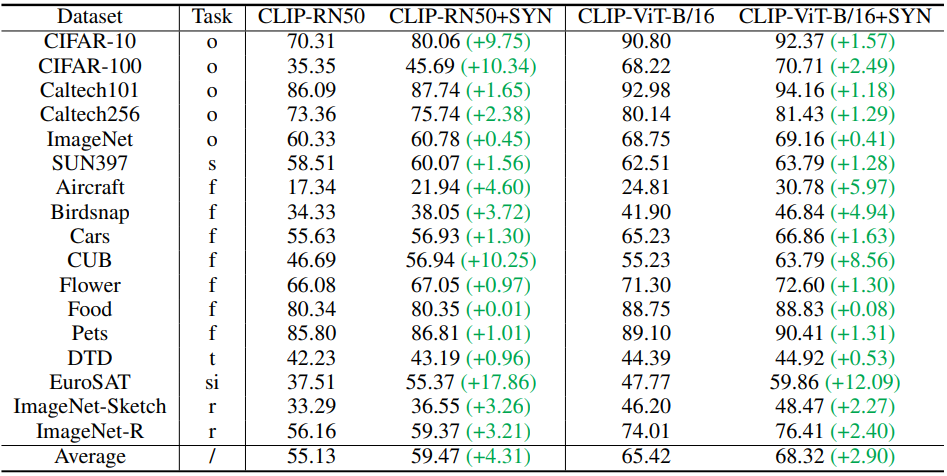 Dataset Task CLIP-RN50 CLIP-RN50+SYN CLIP-ViT-B/16 CLIP-ViT-B/16+SYN
CIFAR-10 o 70.31 80.06 (+9.75) 90.80 92.37 (+1.57)
CIFAR-100 o 35.35 45.69 (+10.34) 68.22 70.71 (+2.49)
Caltech101 o 86.09 87.74 (+1.65) 92.98 94.16 (+1.18)
Caltech256 o 73.36 75.74 (+2.38) 80.14 81.43 (+1.29)
ImageNet o 60.33 60.78 (+0.45) 68.75 69.16 (+0.41)
SUN397 s 58.51 60.07 (+1.56) 62.51 63.79 (+1.28)
Aircraft f 17.34 21.94 (+4.60) 24.81 30.78 (+5.97)
Birdsnap f 34.33 38.05 (+3.72) 41.90 46.84 (+4.94)
Cars f 55.63 56.93 (+1.30) 65.23 66.86 (+1.63)
CUB f 46.69 56.94 (+10.25) 55.23 63.79 (+8.56)
Flower f 66.08 67.05 (+0.97) 71.30 72.60 (+1.30)
Food f 80.34 80.35 (+0.01) 88.75 88.83 (+0.08)
Pets f 85.80 86.81 (+1.01) 89.10 90.41 (+1.31)
DTD t 42.23 43.19 (+0.96) 44.39 44.92 (+0.53)
EuroSAT si 37.51 55.37 (+17.86) 47.77 59.86 (+12.09)
ImageNet-Sketch r 33.29 36.55 (+3.26) 46.20 48.47 (+2.27)
ImageNet-R r 56.16 59.37 (+3.21) 74.01 76.41 (+2.40)
Average / 55.13 59.47 (+4.31) 65.42 68.32 (+2.90)